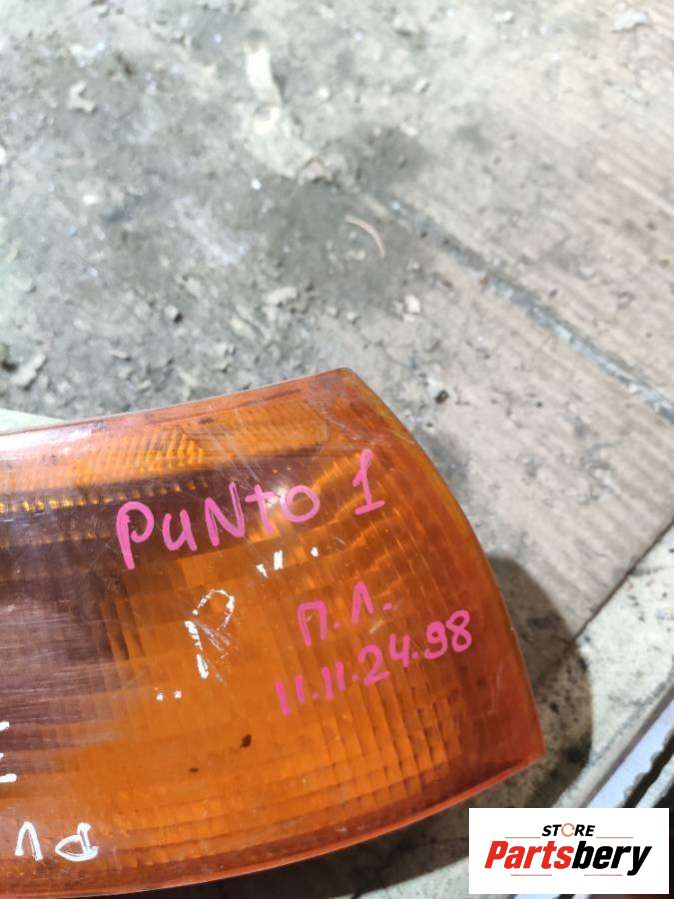 PuNto 1
П.Л.
11.11.24.98
STORE
Partsbery